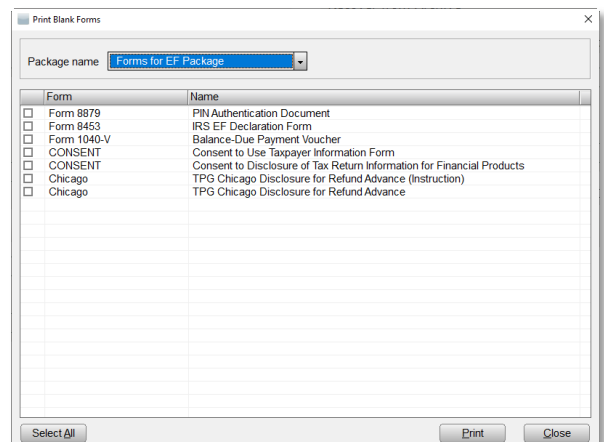 Print Blank Forms
Package name Forms for EF Package
Form Name
Form 8879 PIN Authentication Document
Form 8453 IRS EF Declaration Form
Form 1040-V Balance-Due Payment Voucher
CONSENT Consent to Use Taxpayer Information Form
CONSENT Consent to Disclosure of Tax Return Information for Financial Products
Chicago TPG Chicago Disclosure for Refund Advance (Instruction)
Chicago TPG Chicago Disclosure for Refund Advance
Select All Print Close